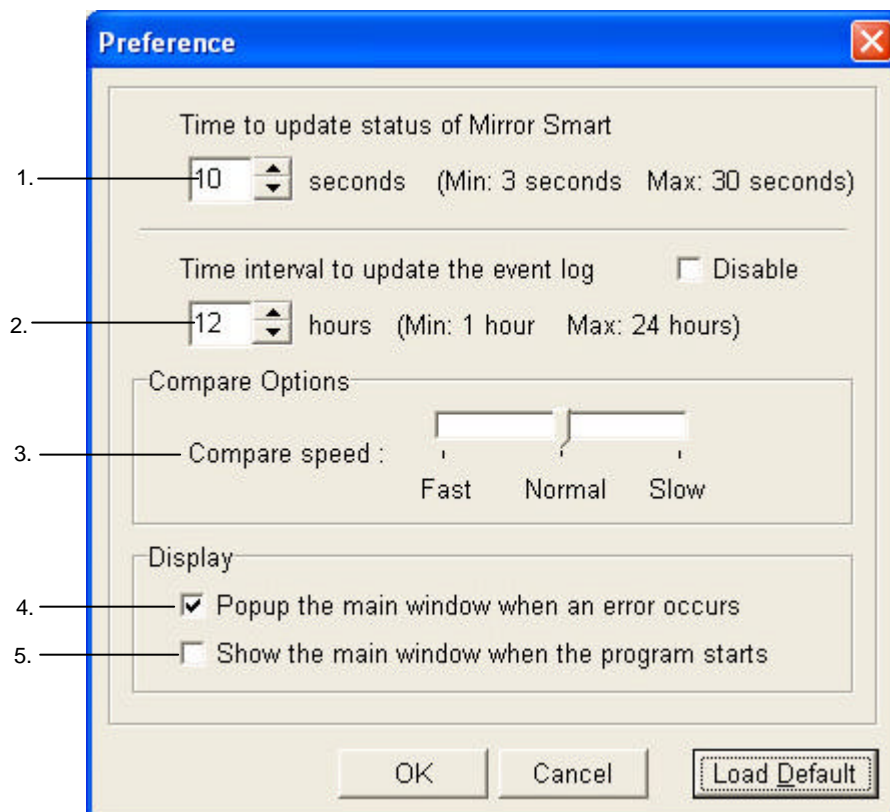 Preference
Time to update status of Mirror Smart
1. 10 seconds (Min: 3 seconds Max: 30 seconds)
Time interval to update the event log Disable
2. 12 hours (Min: 1 hour Max: 24 hours)
Compare Options
3. Compare speed :
Fast Normal Slow
Display
4. Popup the main window when an error occurs
5. Show the main window when the program starts
OK Cancel Load Default